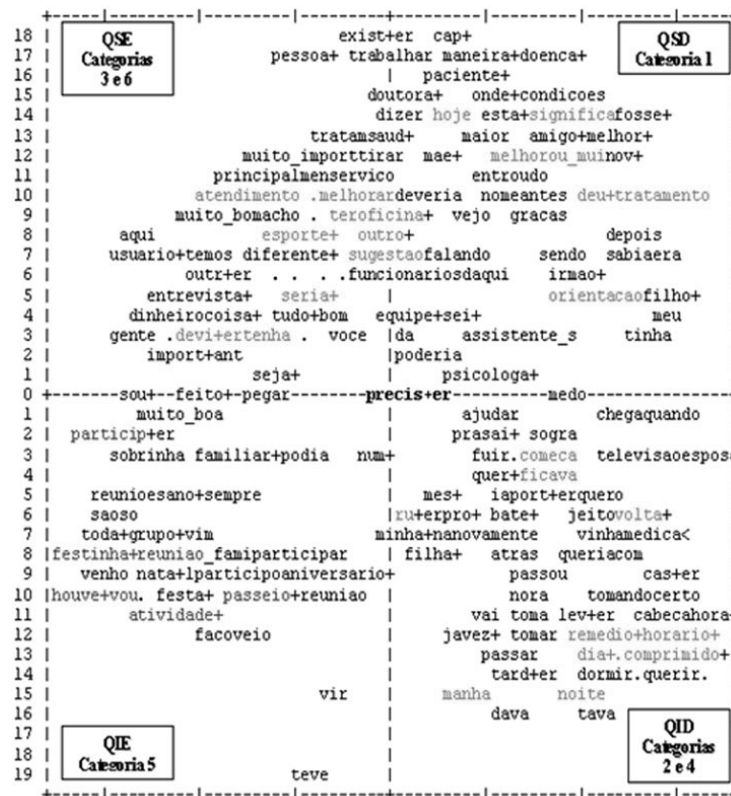 +-----|---------|---------|---------+---------|---------|---------|-----
18 | QSE exist+er cap+ QSD
17 | Categorias pessoa+ trabalhar maneira+doenca+ Categoria 1
16 | 3 e 6 | paciente+
15 | doutora+ onde+condicoes
14 | dizer hoje esta+significafosse+
13 | tratamsaud+ maior amigo+melhor+
12 | muito_importtirar mae+ melhorou_muinov+
11 | principalmenservico entroudo
10 | atendimento .melhorardeveria nomeantes deu+tratamento
9 | muito_bomacho . teroficina+ vejo gracas
8 | aqui esporte+ outro+ depois
7 | usuario+temos diferente+ sugestaofalando sendo sabiaera
6 | outr+er . . . .funcionariosdaqui irmao+
5 | entrevista+ seria+ | orientacaofilho+
4 | dinheirocoisa+ tudo+bom equipe+sei+ meu
3 | gente .devi+ertenha . voce |da assistente_s tinha
2 | import+ant |poderia
1 | seja+ | psicologa+
0 +-------sou+--feito+-pegar--------precis+er----------medo---------
1 | muito_boa | ajudar chegaquando
2 | particip+er | prasai+ sogra
3 | sobrinha familiar+podia num+ fuir.comeca televisaoespos
4 | | quer+ficava
5 | reunioesano+sempre | mes+ iaport+erquero
6 | saoso |ru+erpro+ bate+ jeitovolta+
7 | toda+grupo+vim minha+nanovamente vinhamedica<
8 |festinha+reuniao_famiparticipar | filha+ atras queriacom
9 | venho nata+lparticipoaniversario+ passou cas+er
10 |houve+vou. festa+ passeio+reuniao | nora tomandocerto
11 | atividade+ | vai toma lev+er cabecahora+
12 | facoveio | javez+ tomar remedio+horario+
13 | | passar dia+.comprimido+
14 | | tard+er dormir.querir.
15 | vir | manha noite
16 | | dava tava
17 | QIE | QID
18 | Categoria 5 | Categorias
19 | teve | 2 e 4
+-----|---------|---------|---------+---------|---------|---------|-----